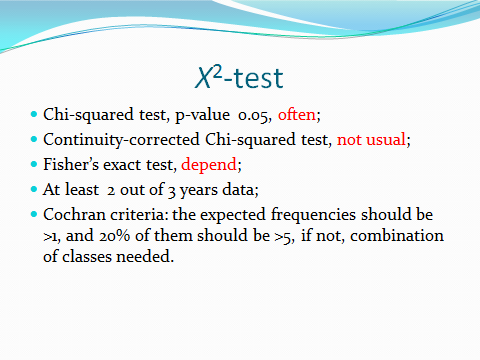 X²-test
Chi-squared test, p-value 0.05, often;
Continuity-corrected Chi-squared test, not usual;
Fisher's exact test, depend;
At least 2 out of 3 years data;
Cochran criteria: the expected frequencies should be
>1, and 20% of them should be >5, if not, combination
of classes needed.